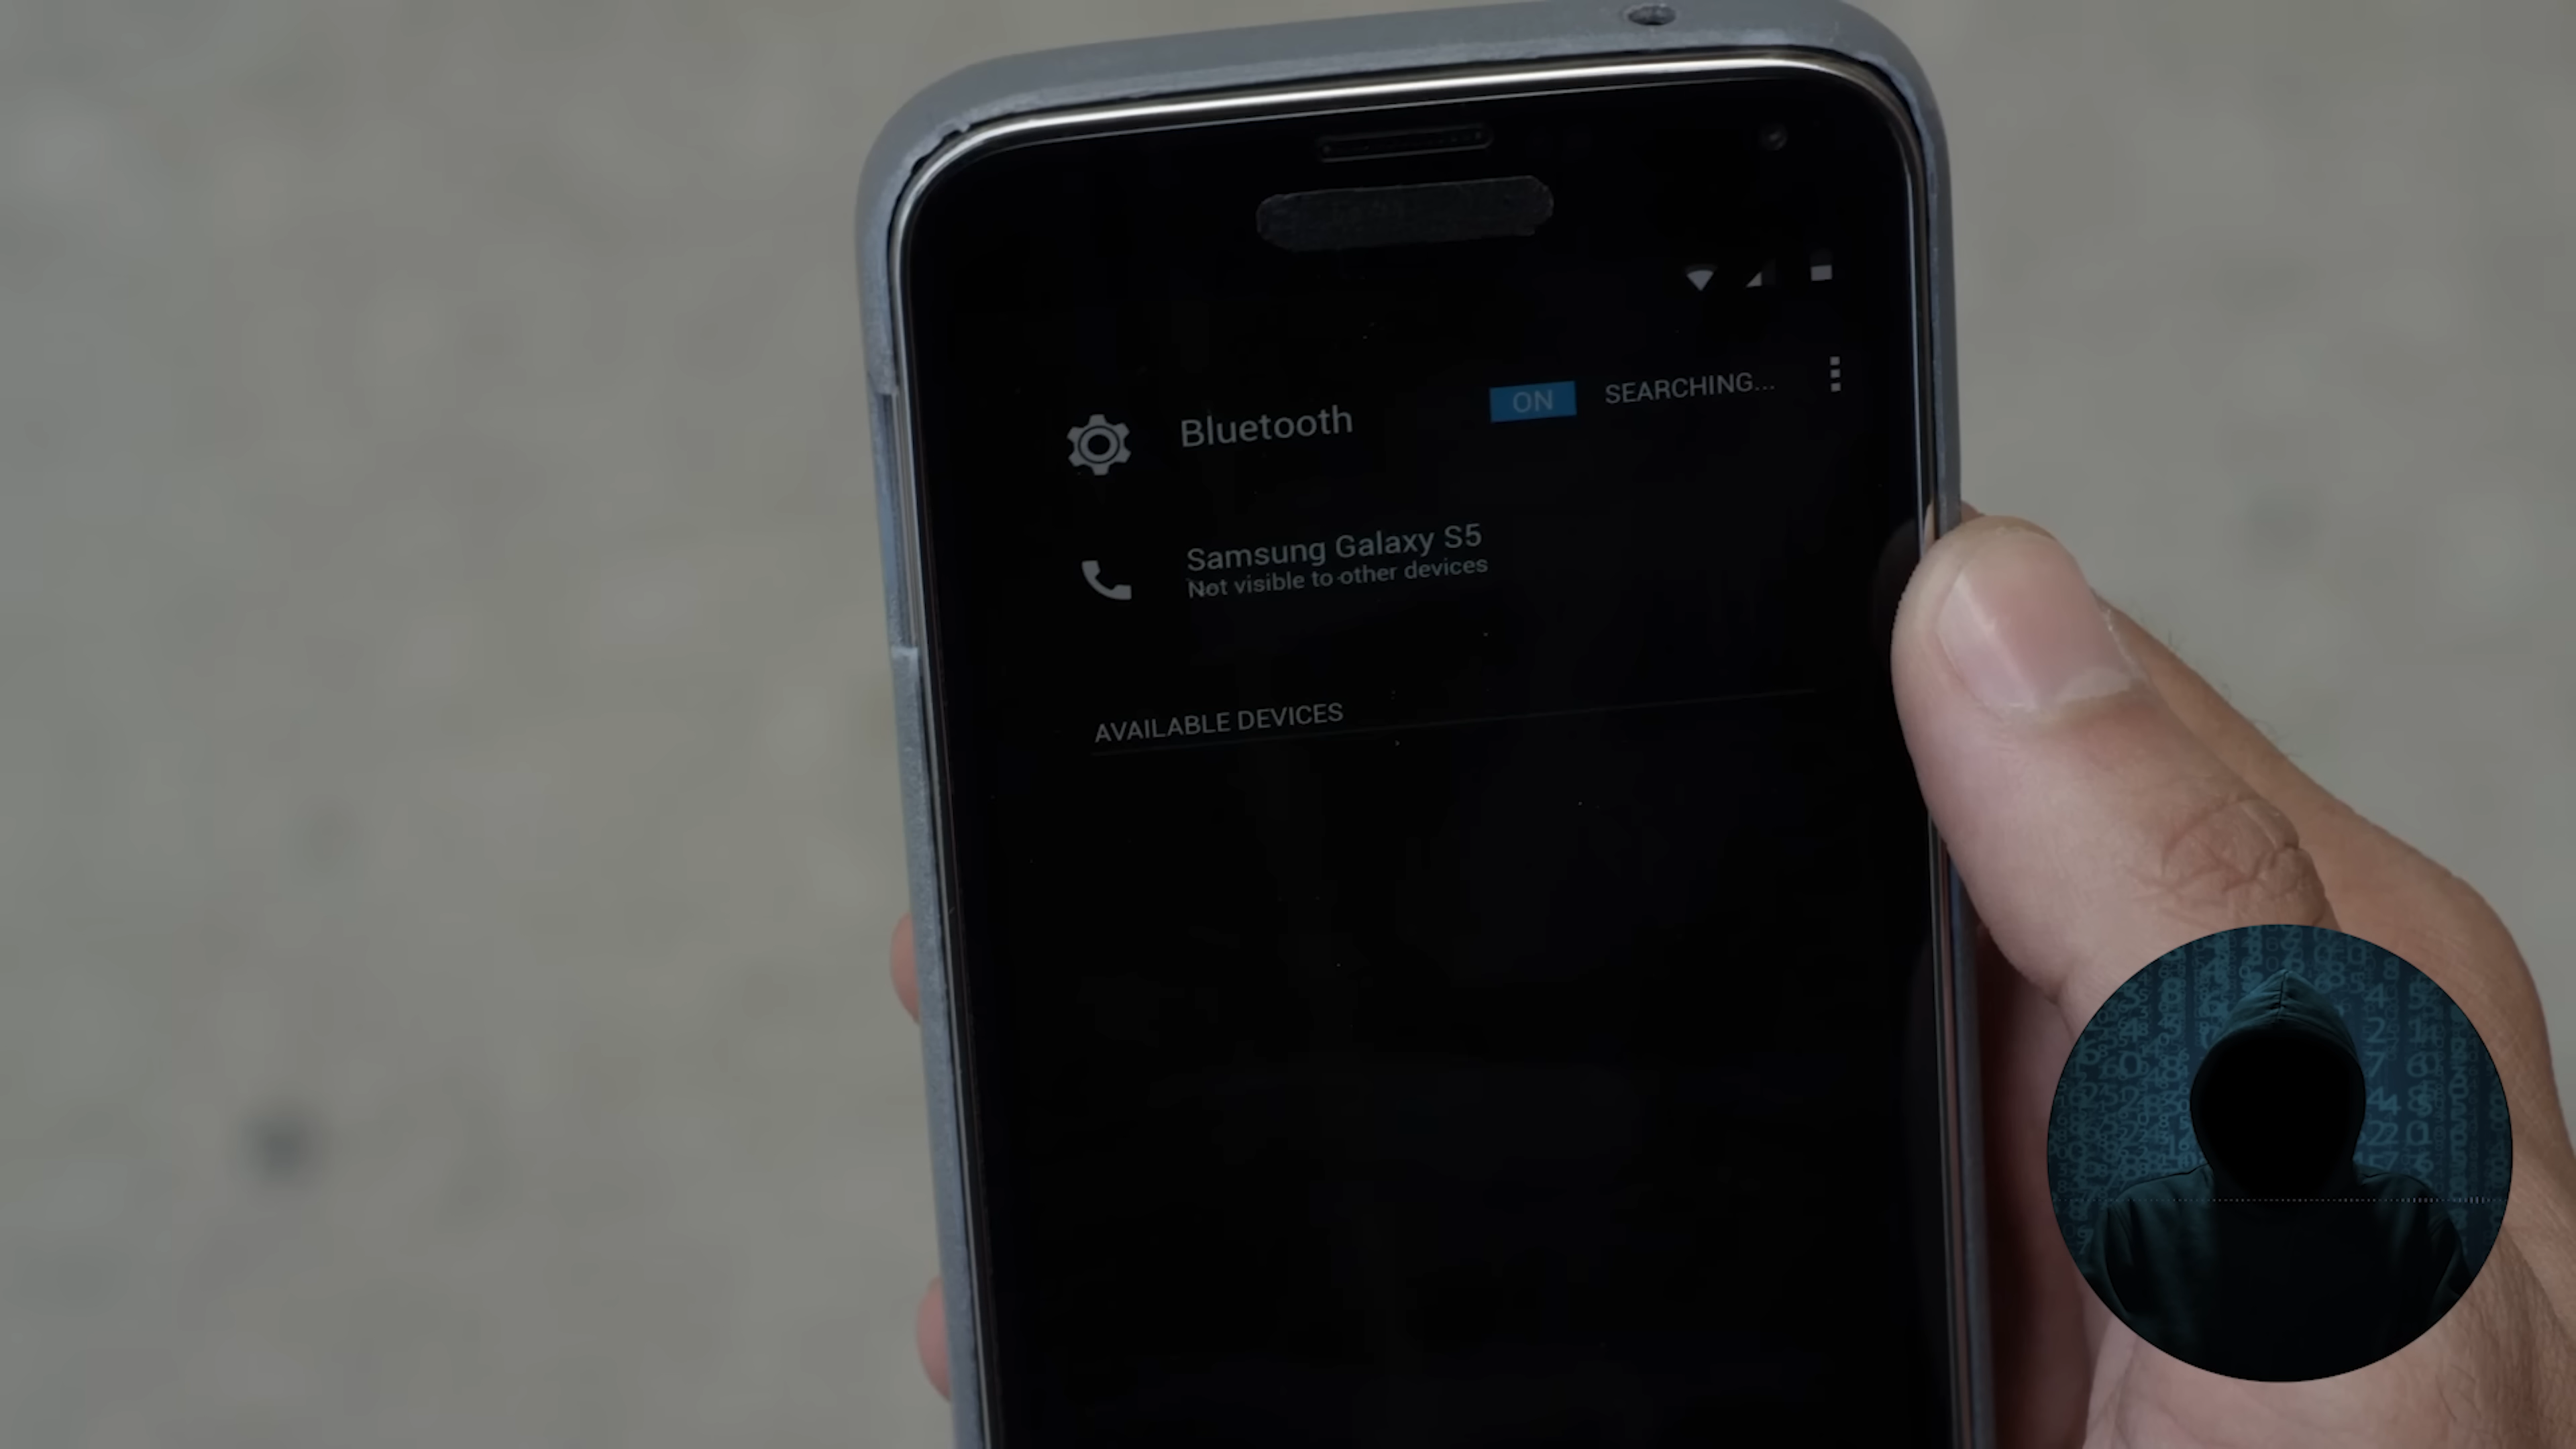 Bluetooth ON SEARCHING...
Samsung Galaxy S5
Not visible to other devices
AVAILABLE DEVICES